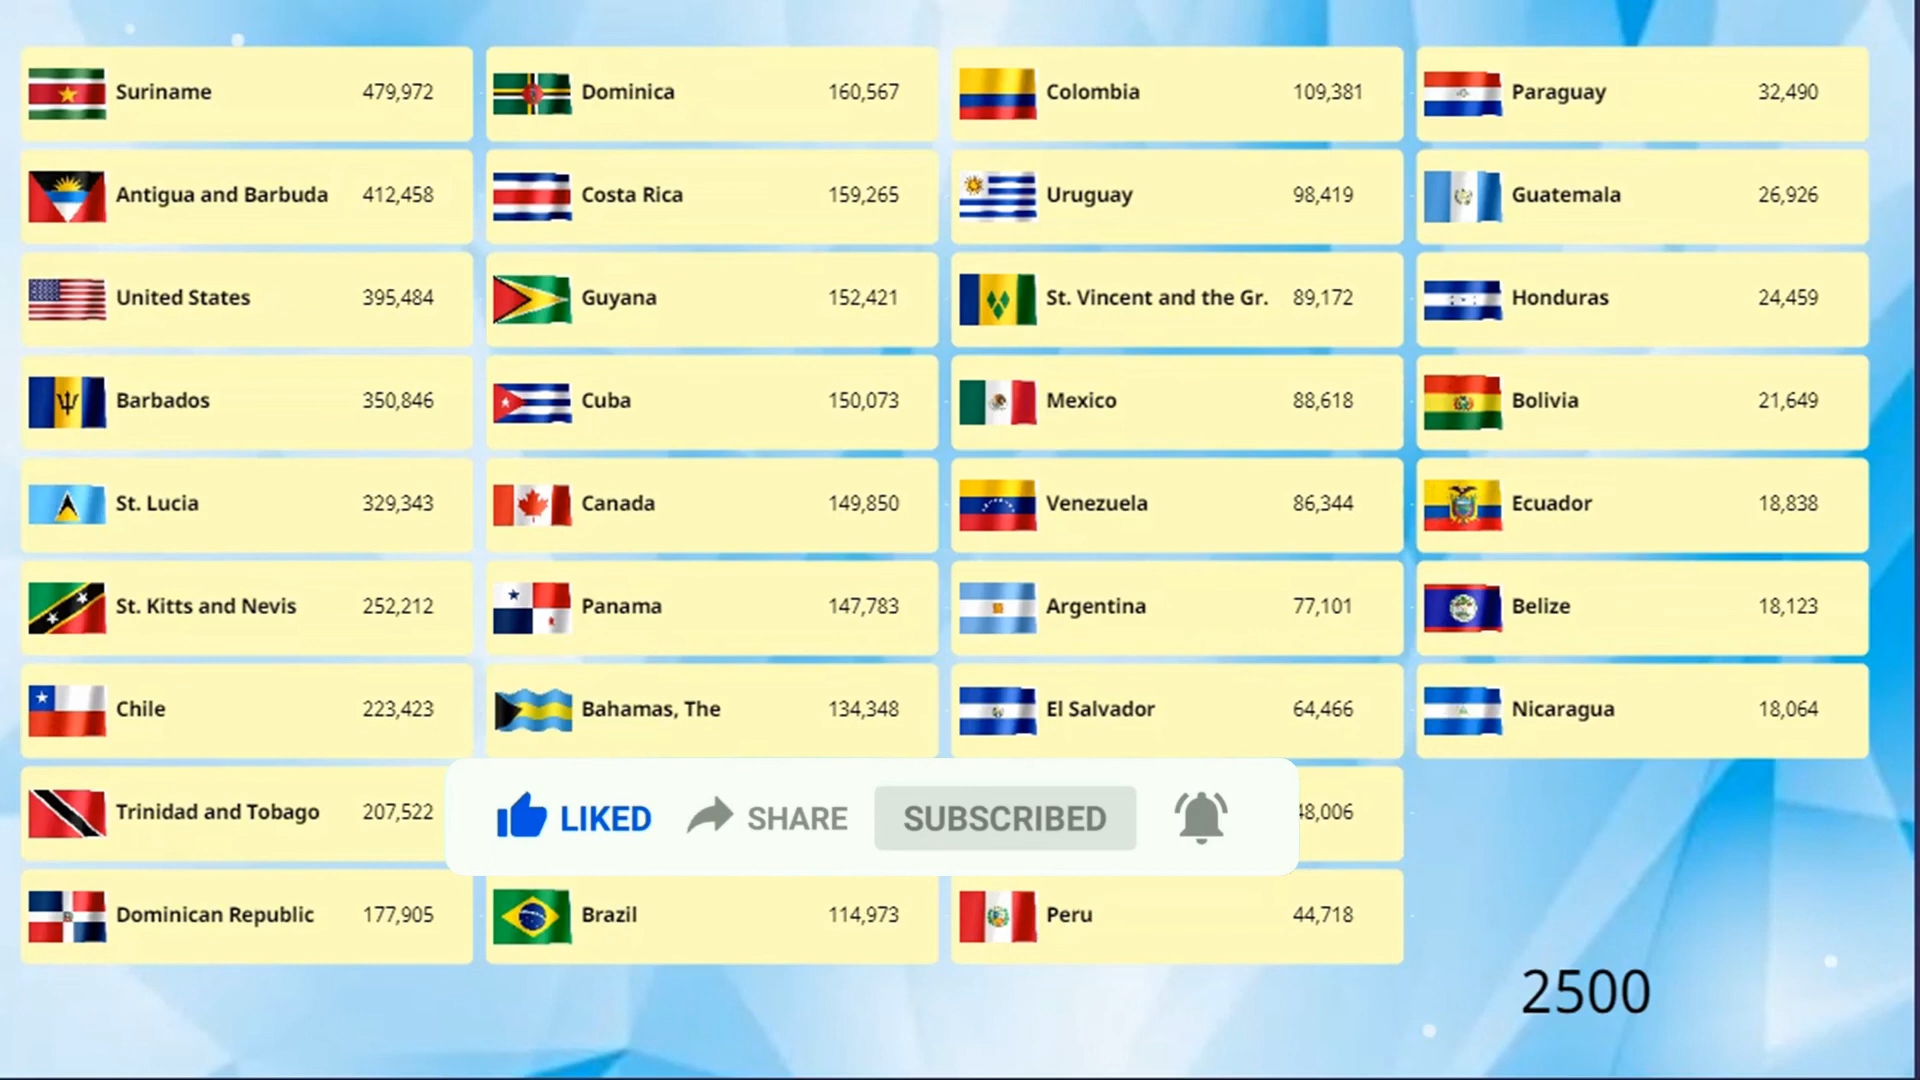 Suriname 479,972
Antigua and Barbuda 412,458
United States 395,484
Barbados 350,846
St. Lucia 329,343
St. Kitts and Nevis 252,212
Chile 223,423
Trinidad and Tobago 207,522
Dominican Republic 177,905
Dominica 160,567
Costa Rica 159,265
Guyana 152,421
Cuba 150,073
Canada 149,850
Panama 147,783
Bahamas, The 134,348
Brazil 114,973
Colombia 109,381
Uruguay 98,419
St. Vincent and the Gr. 89,172
Mexico 88,618
Venezuela 86,344
Argentina 77,101
El Salvador 64,466
48,006
Peru 44,718
Paraguay 32,490
Guatemala 26,926
Honduras 24,459
Bolivia 21,649
Ecuador 18,838
Belize 18,123
Nicaragua 18,064
LIKED SHARE SUBSCRIBED
2500